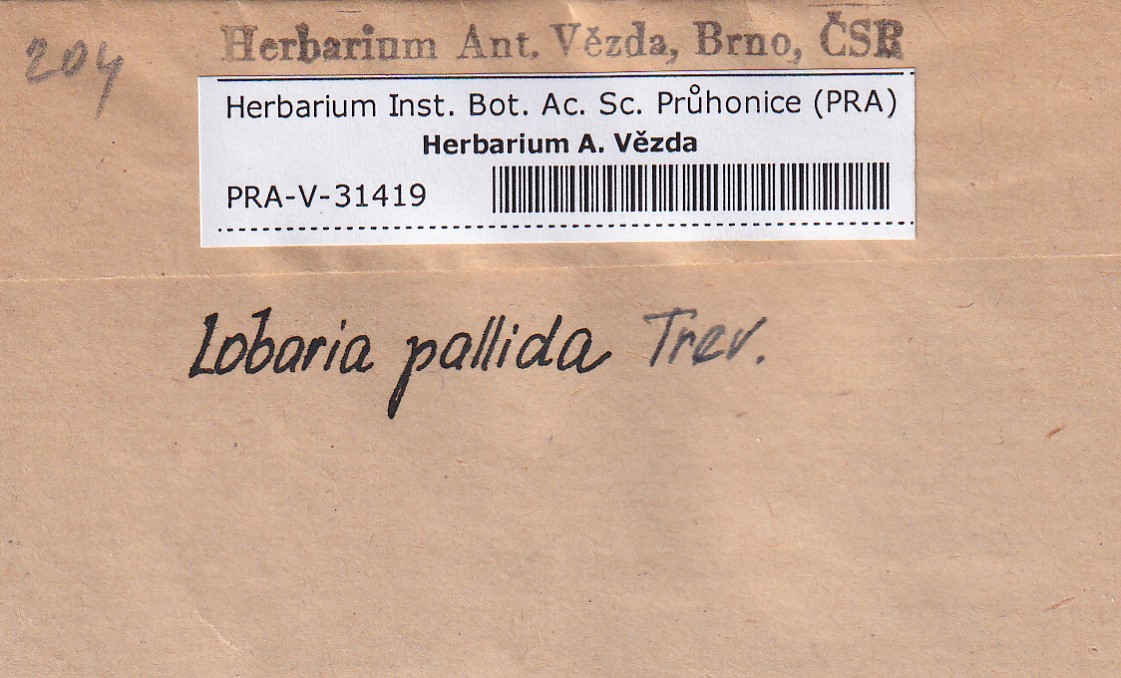 204
Herbarium Ant. Vězda, Brno, ČSR
Herbarium Inst. Bot. Ac. Sc. Průhonice (PRA)
Herbarium A. Vězda
PRA-V-31419
Lobaria pallida Trev.